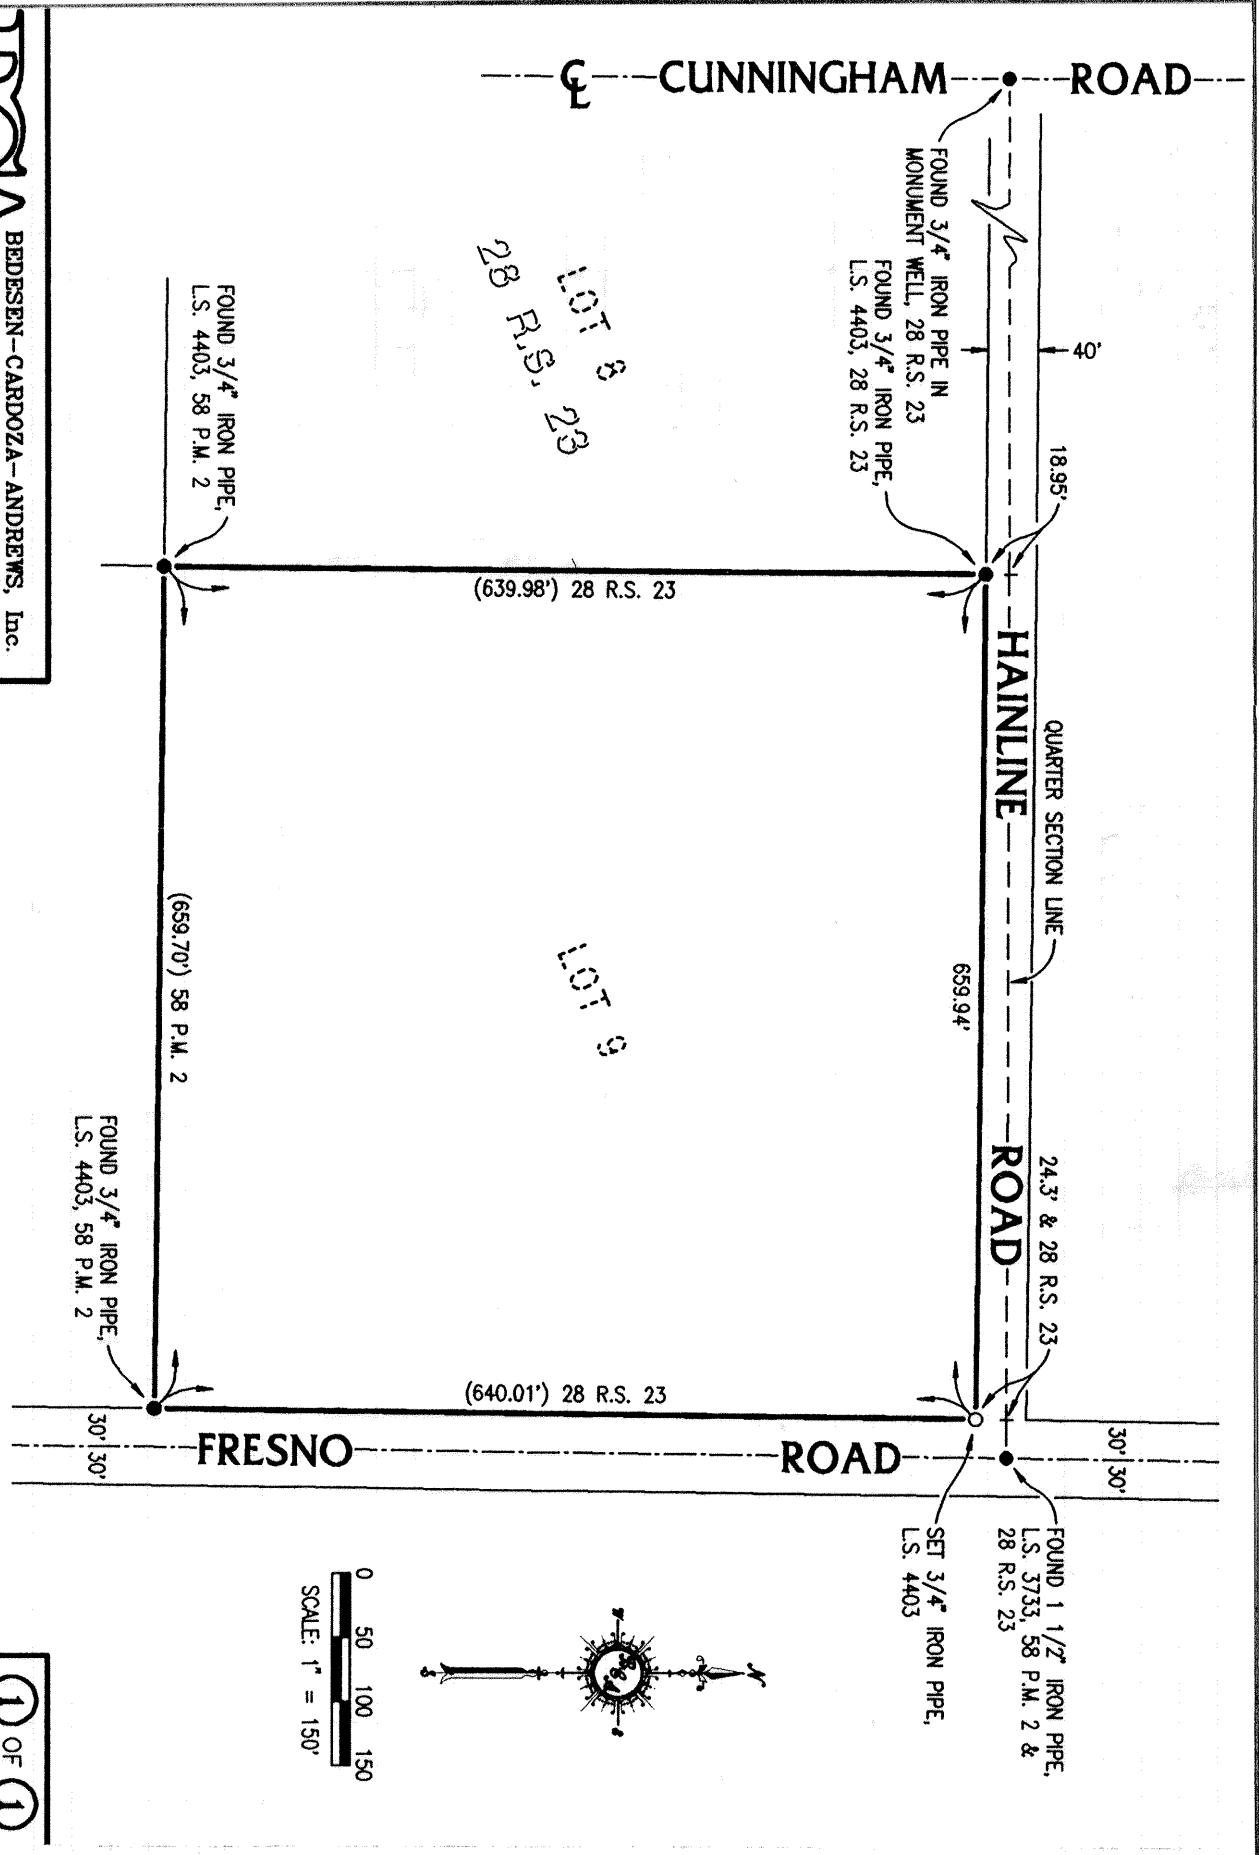 ℄ CUNNINGHAM ROAD
FOUND 3/4" IRON PIPE IN
MONUMENT WELL, 28 R.S. 23
FOUND 3/4" IRON PIPE,
L.S. 4403, 28 R.S. 23
40'
18.95'
LOT 8
28 R.S. 23
FOUND 3/4" IRON PIPE,
L.S. 4403, 58 P.M. 2
(639.98') 28 R.S. 23
HAINLINE ROAD
QUARTER SECTION LINE
659.94'
24.3' & 28 R.S. 23
LOT 9
(659.70') 58 P.M. 2
FOUND 3/4" IRON PIPE,
L.S. 4403, 58 P.M. 2
(640.01') 28 R.S. 23
FRESNO ROAD
30' 30'
30' 30'
FOUND 1 1/2" IRON PIPE,
L.S. 3733, 58 P.M. 2 &
28 R.S. 23
SET 3/4" IRON PIPE,
L.S. 4403
N
S
0 50 100 150
SCALE: 1" = 150'
BEDESEN-CARDOZA-ANDREWS, Inc.
1 OF 1